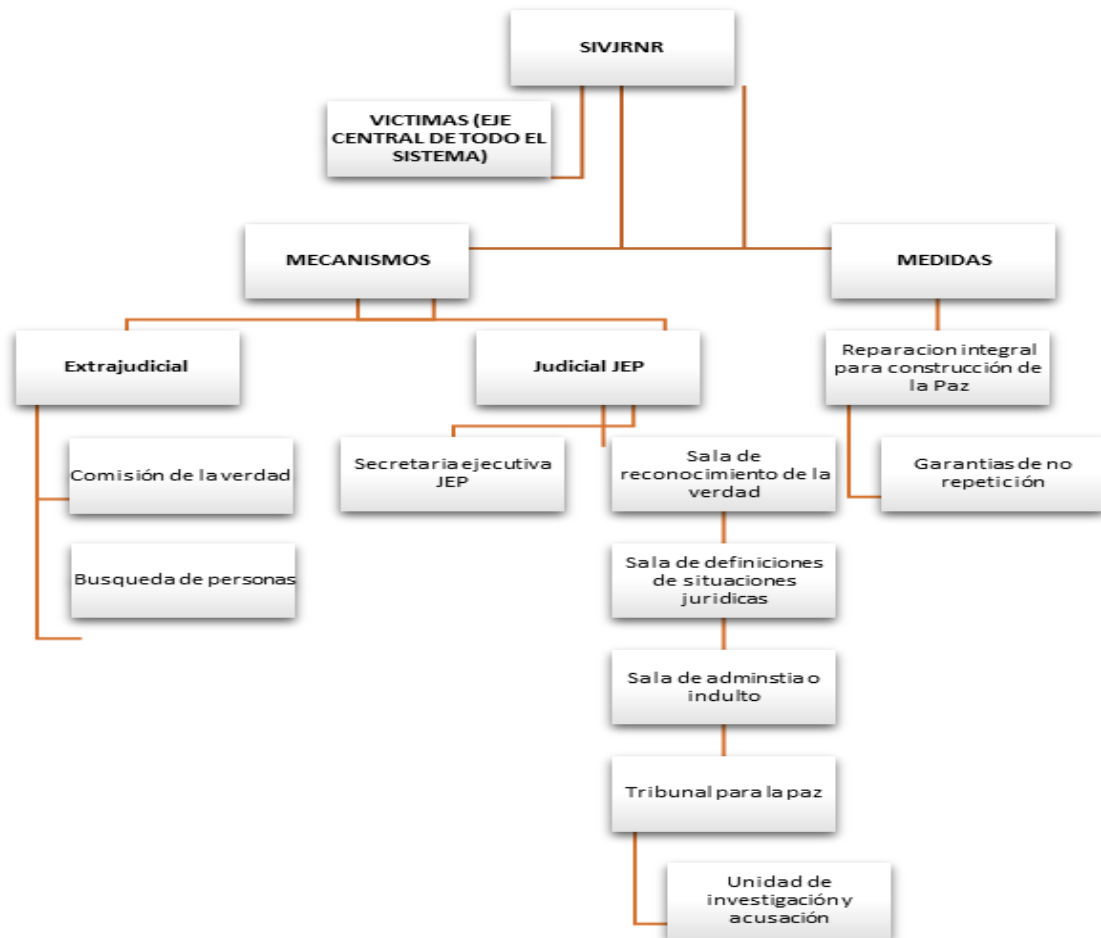 SIVJRNR
VICTIMAS (EJE
CENTRAL DE TODO EL
SISTEMA)
MECANISMOS
MEDIDAS
Extrajudicial
Judicial JEP
Reparacion integral
para construcción de
la Paz
Comisión de la verdad
Secretaria ejecutiva
JEP
Sala de
reconocimiento de la
verdad
Garantias de no
repetición
Busqueda de personas
Sala de definiciones
de situaciones
juridicas
Sala de adminstia o
indulto
Tribunal para la paz
Unidad de
investigación y
acusación